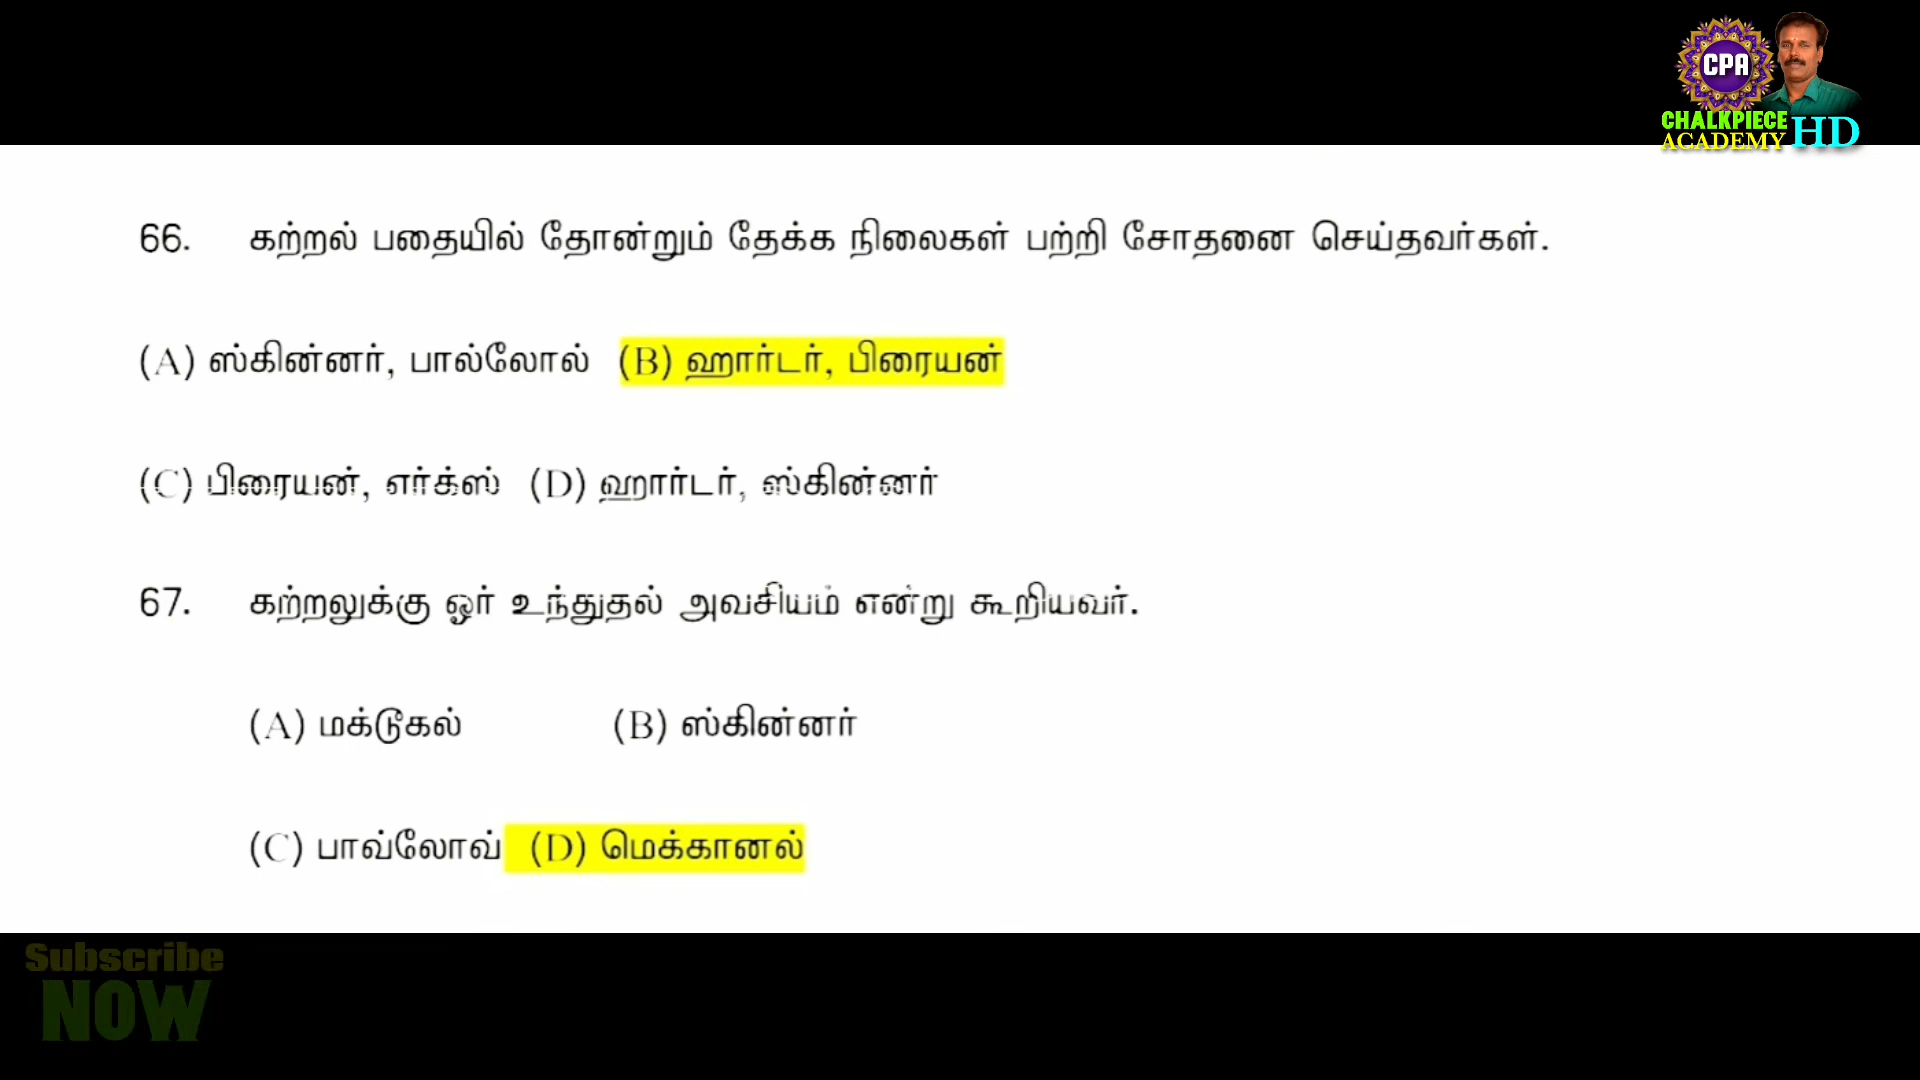 CPA
CHALKPIECE
ACADEMY HD
66. கற்றல் பதையில் தோன்றும் தேக்க நிலைகள் பற்றி சோதனை செய்தவர்கள்.
(A) ஸ்கின்னர், பால்லோல் (B) ஹார்டர், பிரையன்
(C) பிரையன், எர்க்ஸ் (D) ஹார்டர், ஸ்கின்னர்
67. கற்றலுக்கு ஓர் உந்துதல் அவசியம் என்று கூறியவர்.
(A) மக்டூகல் (B) ஸ்கின்னர்
(C) பாவ்லோவ் (D) மெக்கானல்
Subscribe
NOW